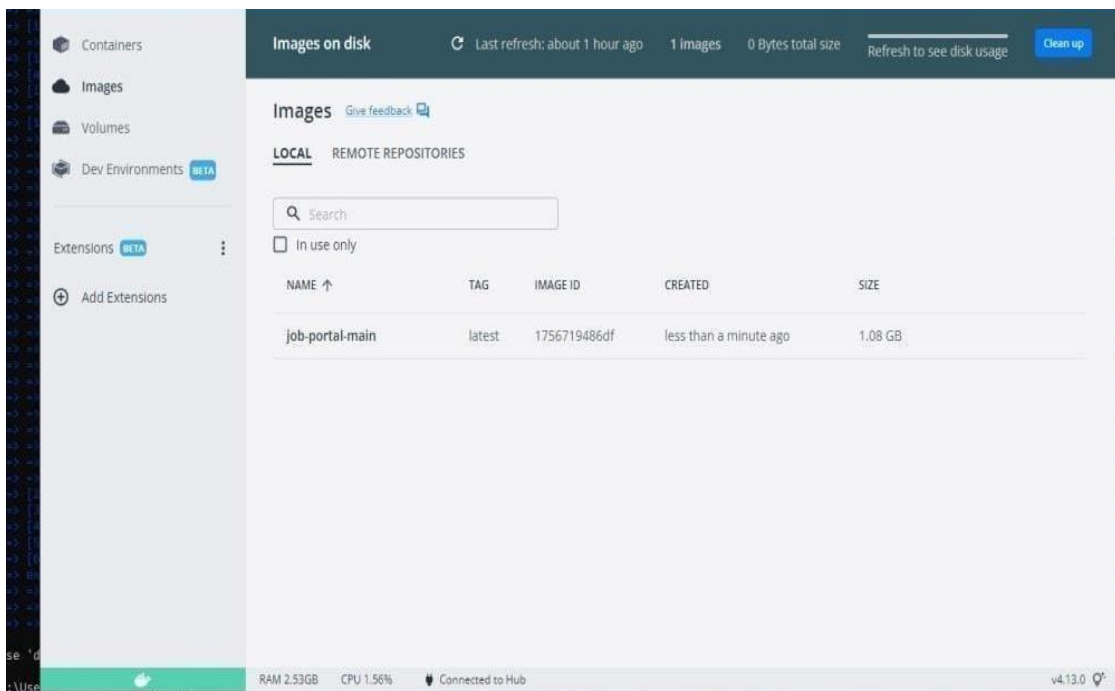 Containers
Images
Volumes
Dev Environments BETA
Extensions BETA
Add Extensions
Images on disk
Last refresh: about 1 hour ago
1 images
0 Bytes total size
Refresh to see disk usage
Clean up
Images Give feedback
LOCAL REMOTE REPOSITORIES
Search
In use only
NAME TAG IMAGE ID CREATED SIZE
job-portal-main latest 1756719486df less than a minute ago 1.08 GB
se 'd
:\Use
RAM 2.53GB CPU 1.56% Connected to Hub v4.13.0